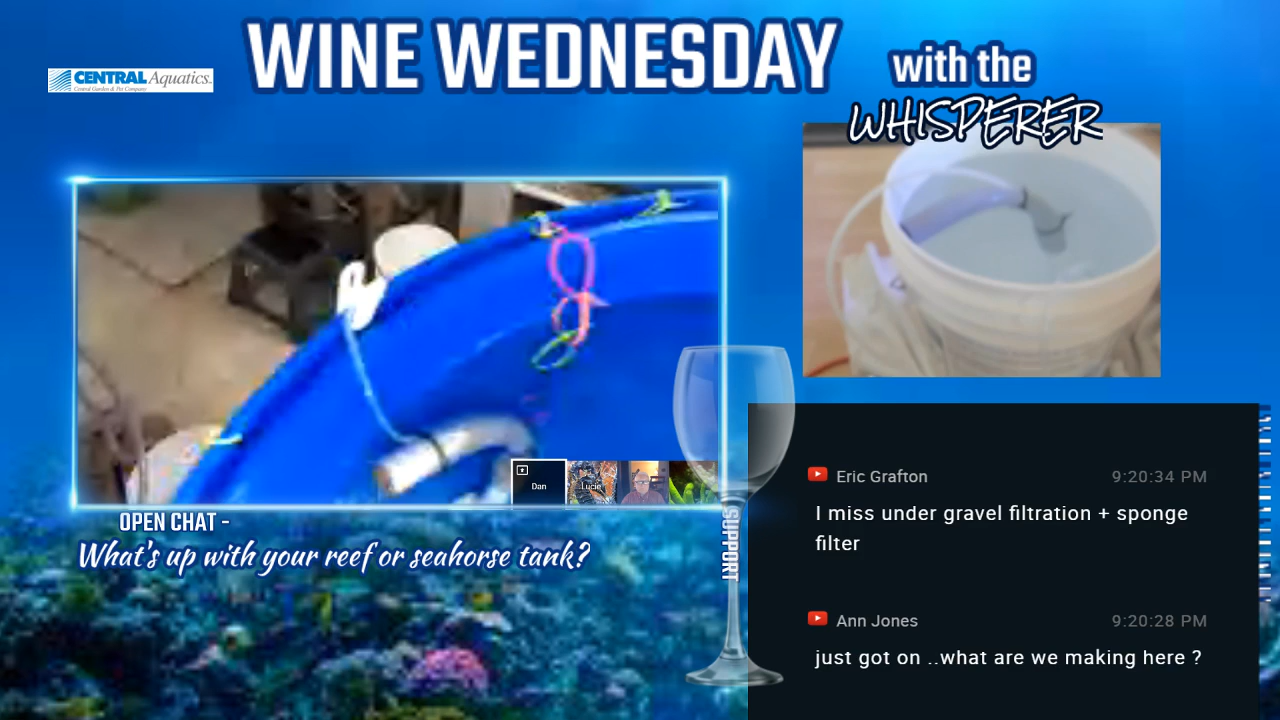 WINE WEDNESDAY
with the
WHISPERER
CENTRAL Aquatics.
Central Garden & Pet Company
Dan
Lucie
OPEN CHAT -
What's up with your reef or seahorse tank?
SUPPORT
Eric Grafton 9:20:34 PM
I miss under gravel filtration + sponge
filter
Ann Jones 9:20:28 PM
just got on ..what are we making here ?